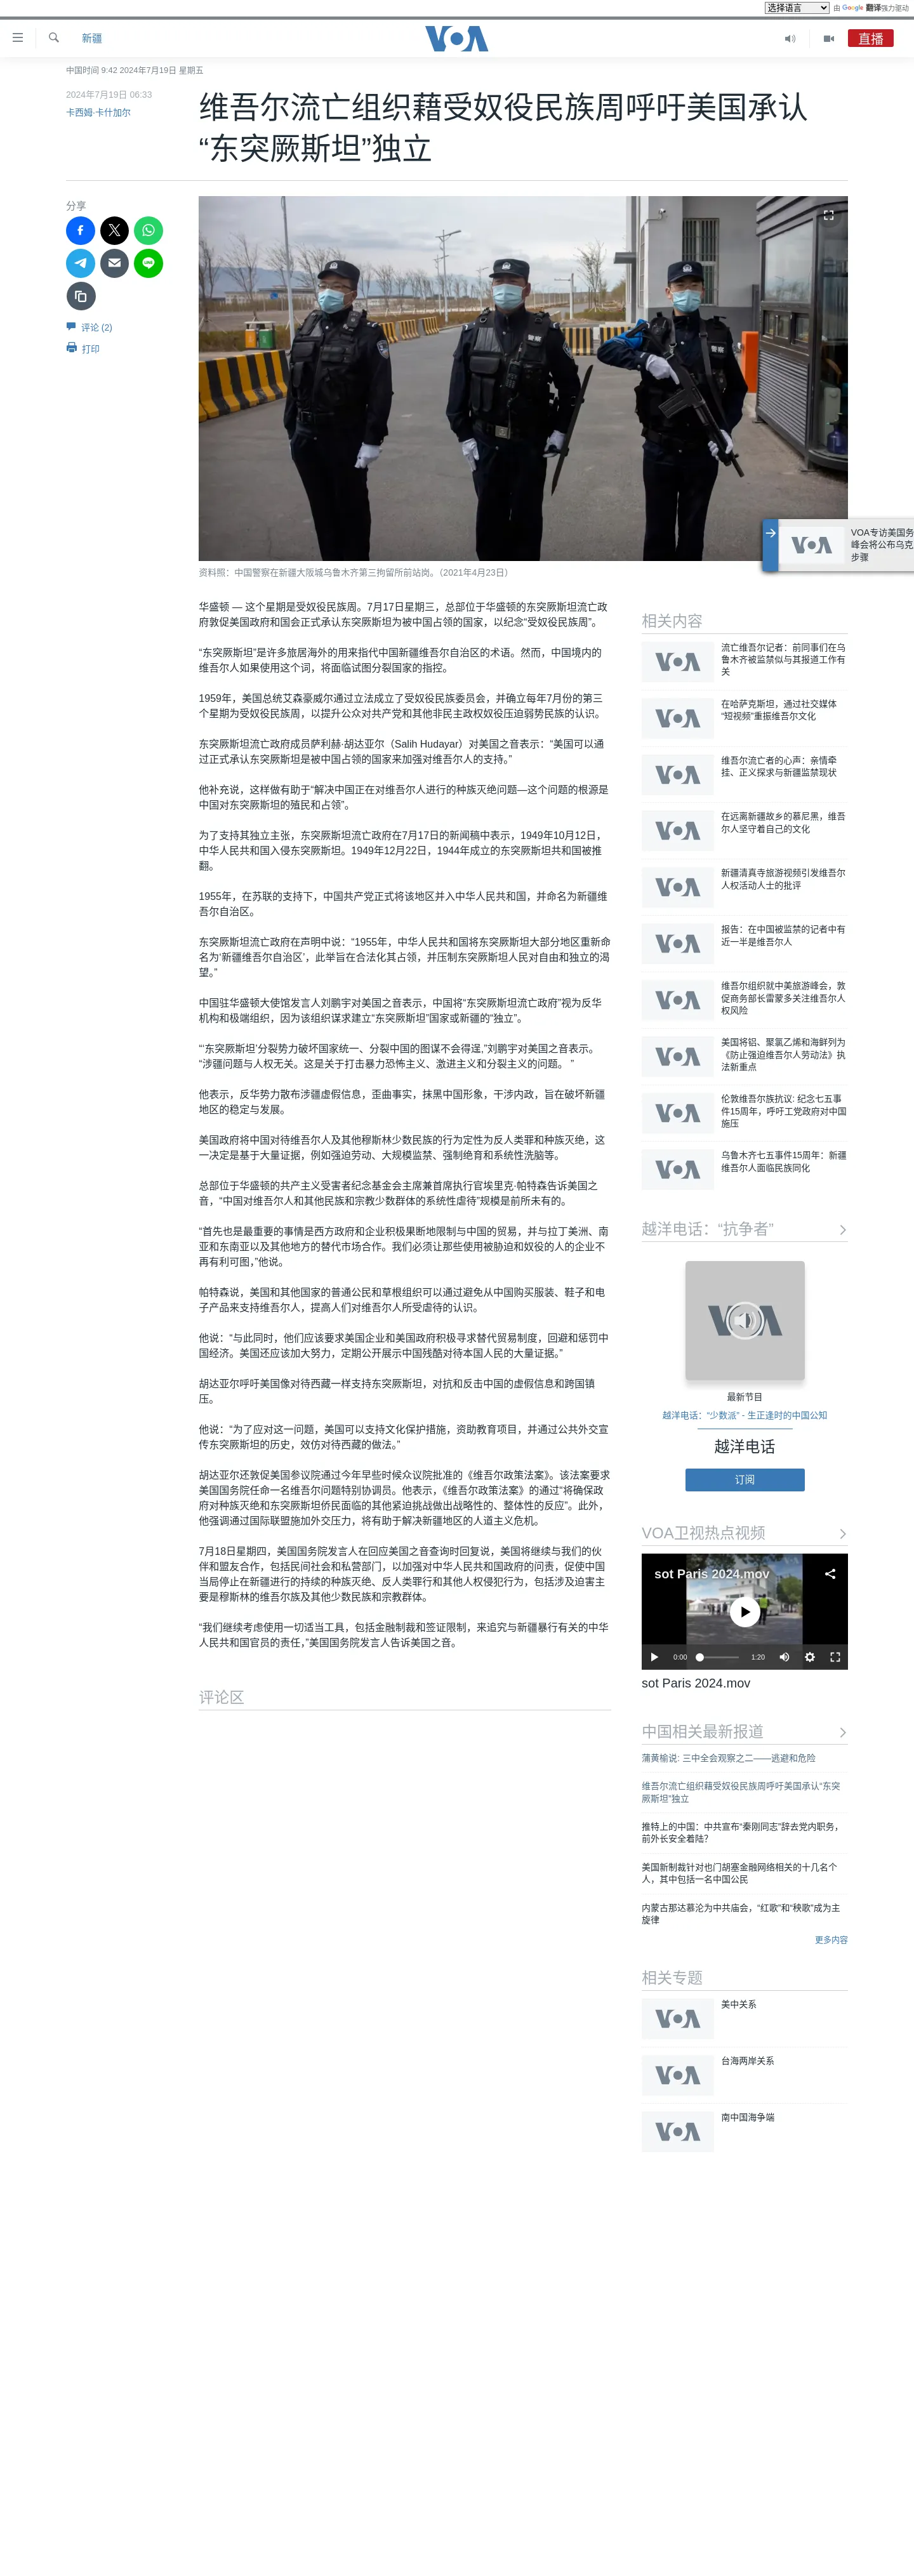 选择语言 由 Google 翻译强力驱动
新疆
VOA
直播
中国时间 9:42 2024年7月19日 星期五
2024年7月19日 06:33
卡西姆·卡什加尔
维吾尔流亡组织藉受奴役民族周呼吁美国承认
“东突厥斯坦”独立
分享
评论 (2)
打印
资料照：中国警察在新疆大阪城乌鲁木齐第三拘留所前站岗。（2021年4月23日）
VOA专访美国务
峰会将公布乌克
步骤
华盛顿 — 这个星期是受奴役民族周。7月17日星期三，总部位于华盛顿的东突厥斯坦流亡政
府敦促美国政府和国会正式承认东突厥斯坦为被中国占领的国家，以纪念“受奴役民族周”。
“东突厥斯坦”是许多旅居海外的用来指代中国新疆维吾尔自治区的术语。然而，中国境内的
维吾尔人如果使用这个词，将面临试图分裂国家的指控。
1959年，美国总统艾森豪威尔通过立法成立了受奴役民族委员会，并确立每年7月份的第三
个星期为受奴役民族周，以提升公众对共产党和其他非民主政权奴役压迫弱势民族的认识。
东突厥斯坦流亡政府成员萨利赫·胡达亚尔（Salih Hudayar）对美国之音表示：“美国可以通
过正式承认东突厥斯坦是被中国占领的国家来加强对维吾尔人的支持。”
他补充说，这样做有助于“解决中国正在对维吾尔人进行的种族灭绝问题—这个问题的根源是
中国对东突厥斯坦的殖民和占领”。
为了支持其独立主张，东突厥斯坦流亡政府在7月17日的新闻稿中表示，1949年10月12日，
中华人民共和国入侵东突厥斯坦。1949年12月22日，1944年成立的东突厥斯坦共和国被推
翻。
1955年，在苏联的支持下，中国共产党正式将该地区并入中华人民共和国，并命名为新疆维
吾尔自治区。
东突厥斯坦流亡政府在声明中说：“1955年，中华人民共和国将东突厥斯坦大部分地区重新命
名为‘新疆维吾尔自治区’，此举旨在合法化其占领，并压制东突厥斯坦人民对自由和独立的渴
望。”
中国驻华盛顿大使馆发言人刘鹏宇对美国之音表示，中国将“东突厥斯坦流亡政府”视为反华
机构和极端组织，因为该组织谋求建立“东突厥斯坦”国家或新疆的“独立”。
“‘东突厥斯坦’分裂势力破坏国家统一、分裂中国的图谋不会得逞,”刘鹏宇对美国之音表示。
“涉疆问题与人权无关。这是关于打击暴力恐怖主义、激进主义和分裂主义的问题。 ”
他表示，反华势力散布涉疆虚假信息，歪曲事实，抹黑中国形象，干涉内政，旨在破坏新疆
地区的稳定与发展。
美国政府将中国对待维吾尔人及其他穆斯林少数民族的行为定性为反人类罪和种族灭绝，这
一决定是基于大量证据，例如强迫劳动、大规模监禁、强制绝育和系统性洗脑等。
总部位于华盛顿的共产主义受害者纪念基金会主席兼首席执行官埃里克·帕特森告诉美国之
音，“中国对维吾尔人和其他民族和宗教少数群体的系统性虐待”规模是前所未有的。
“首先也是最重要的事情是西方政府和企业积极果断地限制与中国的贸易，并与拉丁美洲、南
亚和东南亚以及其他地方的替代市场合作。我们必须让那些使用被胁迫和奴役的人的企业不
再有利可图，”他说。
帕特森说，美国和其他国家的普通公民和草根组织可以通过避免从中国购买服装、鞋子和电
子产品来支持维吾尔人，提高人们对维吾尔人所受虐待的认识。
他说：“与此同时，他们应该要求美国企业和美国政府积极寻求替代贸易制度，回避和惩罚中
国经济。美国还应该加大努力，定期公开展示中国残酷对待本国人民的大量证据。”
胡达亚尔呼吁美国像对待西藏一样支持东突厥斯坦，对抗和反击中国的虚假信息和跨国镇
压。
他说：“为了应对这一问题，美国可以支持文化保护措施，资助教育项目，并通过公共外交宣
传东突厥斯坦的历史，效仿对待西藏的做法。”
胡达亚尔还敦促美国参议院通过今年早些时候众议院批准的《维吾尔政策法案》。该法案要求
美国国务院任命一名维吾尔问题特别协调员。他表示，《维吾尔政策法案》的通过“将确保政
府对种族灭绝和东突厥斯坦侨民面临的其他紧迫挑战做出战略性的、整体性的反应”。此外，
他强调通过国际联盟施加外交压力，将有助于解决新疆地区的人道主义危机。
7月18日星期四，美国国务院发言人在回应美国之音查询时回复说，美国将继续与我们的伙
伴和盟友合作，包括民间社会和私营部门，以加强对中华人民共和国政府的问责，促使中国
当局停止在新疆进行的持续的种族灭绝、反人类罪行和其他人权侵犯行为，包括涉及迫害主
要是穆斯林的维吾尔族及其他少数民族和宗教群体。
“我们继续考虑使用一切适当工具，包括金融制裁和签证限制，来追究与新疆暴行有关的中华
人民共和国官员的责任，”美国国务院发言人告诉美国之音。
评论区
相关内容
流亡维吾尔记者：前同事们在乌
鲁木齐被监禁似与其报道工作有
关
在哈萨克斯坦，通过社交媒体
“短视频”重振维吾尔文化
维吾尔流亡者的心声：亲情牵
挂、正义探求与新疆监禁现状
在远离新疆故乡的慕尼黑，维吾
尔人坚守着自己的文化
新疆清真寺旅游视频引发维吾尔
人权活动人士的批评
报告：在中国被监禁的记者中有
近一半是维吾尔人
维吾尔组织就中美旅游峰会，敦
促商务部长雷蒙多关注维吾尔人
权风险
美国将铝、聚氯乙烯和海鲜列为
《防止强迫维吾尔人劳动法》执
法新重点
伦敦维吾尔族抗议: 纪念七五事
件15周年，呼吁工党政府对中国
施压
乌鲁木齐七五事件15周年：新疆
维吾尔人面临民族同化
越洋电话：“抗争者”
最新节目
越洋电话：“少数派” - 生正逢时的中国公知
越洋电话
订阅
VOA卫视热点视频
sot Paris 2024.mov
0:00
1:20
sot Paris 2024.mov
中国相关最新报道
蒲黄榆说: 三中全会观察之二——逃避和危险
维吾尔流亡组织藉受奴役民族周呼吁美国承认“东突
厥斯坦”独立
推特上的中国：中共宣布“秦刚同志”辞去党内职务，
前外长安全着陆？
美国新制裁针对也门胡塞金融网络相关的十几名个
人，其中包括一名中国公民
内蒙古那达慕沦为中共庙会，“红歌”和“秧歌”成为主
旋律
更多内容
相关专题
美中关系
台海两岸关系
南中国海争端